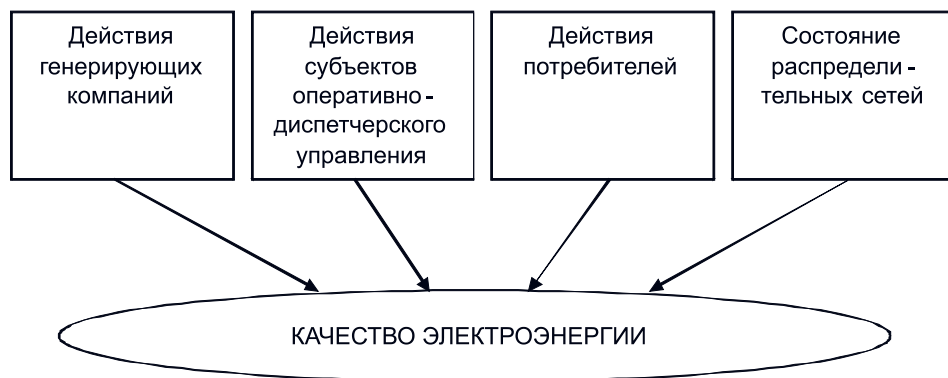 Действия
генерирующих
компаний
Действия
субъектов
оперативно-
диспетчерского
управления
Действия
потребителей
Состояние
распредели-
тельных сетей
КАЧЕСТВО ЭЛЕКТРОЭНЕРГИИ